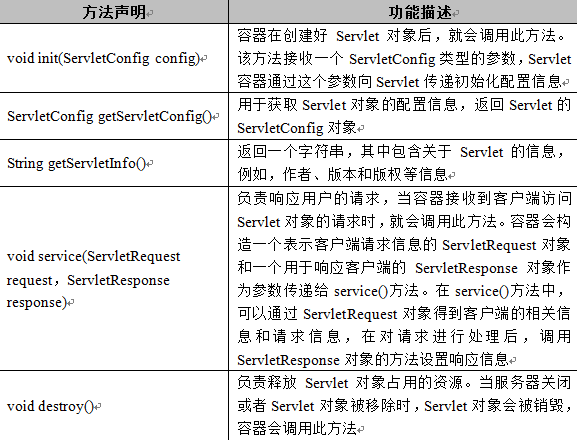 方法声明
功能描述
void init(ServletConfig config)
容器在创建好 Servlet 对象后，就会调用此方法。
该方法接收一个 ServletConfig 类型的参数，Servlet
容器通过这个参数向 Servlet 传递初始化配置信息
ServletConfig getServletConfig()
用于获取 Servlet 对象的配置信息，返回 Servlet 的
ServletConfig 对象
String getServletInfo()
返回一个字符串，其中包含关于 Servlet 的信息，
例如，作者、版本和版权等信息
void service(ServletRequest
request，ServletResponse
response)
负责响应用户的请求，当容器接收到客户端访问
Servlet 对象的请求时，就会调用此方法。容器会构
造一个表示客户端请求信息的 ServletRequest 对象
和一个用于响应客户端的 ServletResponse 对象作
为参数传递给 service()方法。在 service()方法中，
可以通过 ServletRequest 对象得到客户端的相关信
息和请求信息，在对请求进行处理后，调用
ServletResponse 对象的方法设置响应信息
void destroy()
负责释放 Servlet 对象占用的资源。当服务器关闭
或者 Servlet 对象被移除时，Servlet 对象会被销毁，
容器会调用此方法